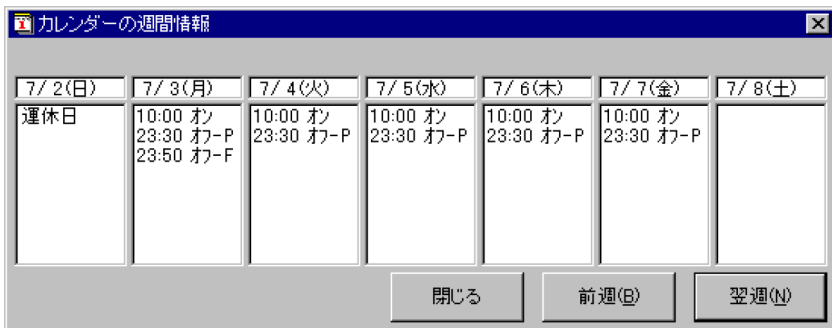 カレンダーの週間情報
7/ 2(日)
運休日
7/ 3(月)
10:00 オン
23:30 オフ-P
23:50 オフ-F
7/ 4(火)
10:00 オン
23:30 オフ-P
7/ 5(水)
10:00 オン
23:30 オフ-P
7/ 6(木)
10:00 オン
23:30 オフ-P
7/ 7(金)
10:00 オン
23:30 オフ-P
7/ 8(土)
閉じる
前週(B)
翌週(N)